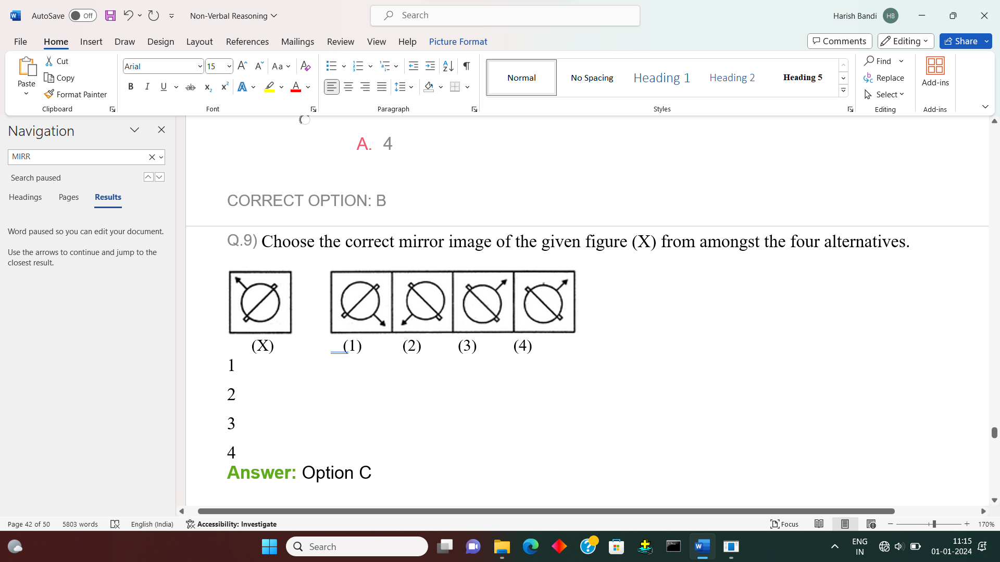 AutoSave Off Non-Verbal Reasoning Search Harish Bandi HB
File Home Insert Draw Design Layout References Mailings Review View Help Picture Format Comments Editing Share
Paste
Cut
Copy
Format Painter
Clipboard
Arial 15
Font
Paragraph
Normal No Spacing Heading 1 Heading 2 Heading 5
Styles
Find
Replace
Select
Editing
Add-ins
Add-ins
Navigation
MIRR
Search paused
Headings Pages Results
Word paused so you can edit your document.
Use the arrows to continue and jump to the
closest result.
A. 4
CORRECT OPTION: B
Q.9) Choose the correct mirror image of the given figure (X) from amongst the four alternatives.
(X) (1) (2) (3) (4)
1
2
3
4
Answer: Option C
Page 42 of 50 5803 words English (India) Accessibility: Investigate Focus 170%
Search ENG
IN
11:15
01-01-2024